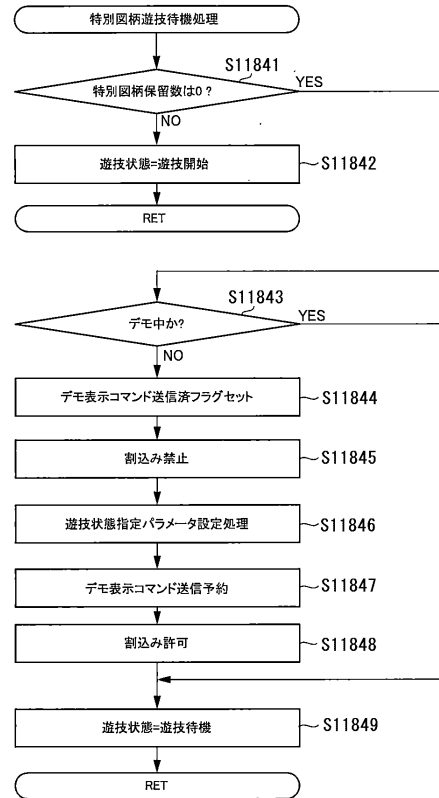 特別図柄遊技待機処理
S11841
特別図柄保留数は0?
YES
NO
遊技状態=遊技開始
S11842
RET
S11843
デモ中か?
YES
NO
デモ表示コマンド送信済フラグセット
S11844
割込み禁止
S11845
遊技状態指定パラメータ設定処理
S11846
デモ表示コマンド送信予約
S11847
割込み許可
S11848
遊技状態=遊技待機
S11849
RET